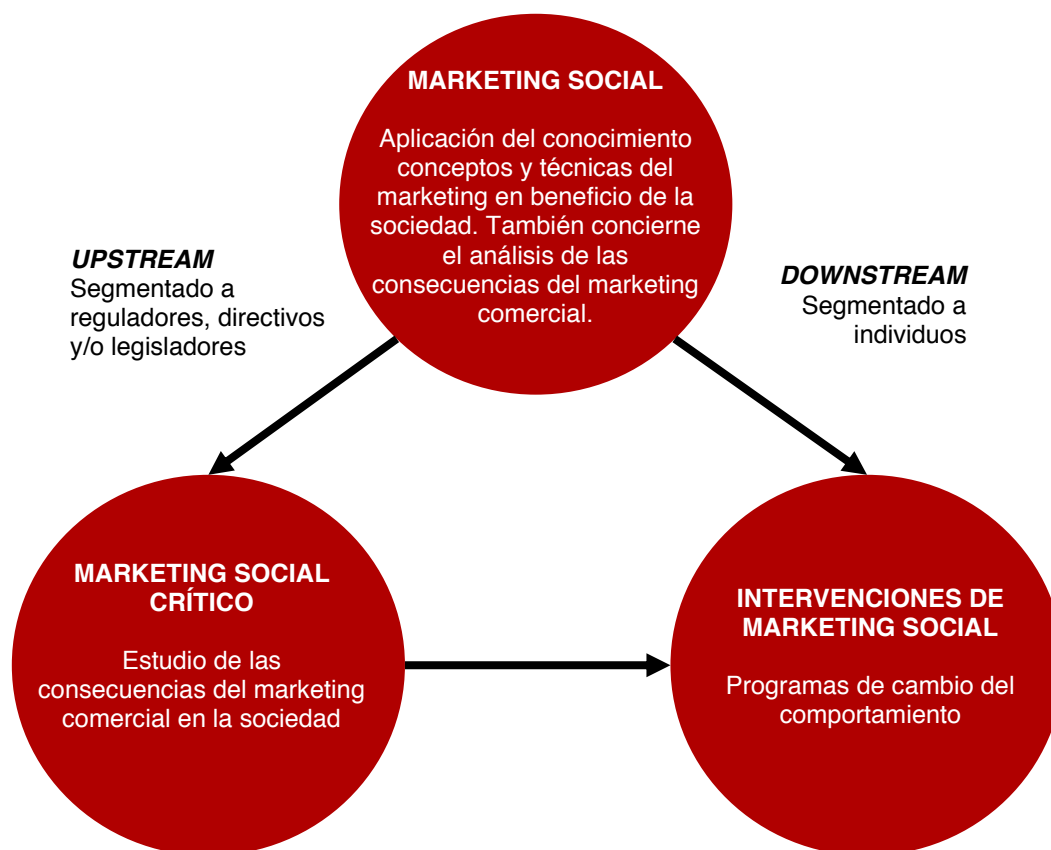 MARKETING SOCIAL
Aplicación del conocimiento
conceptos y técnicas del
marketing en beneficio de la
sociedad. También concierne
el análisis de las
consecuencias del marketing
comercial.
UPSTREAM
Segmentado a
reguladores, directivos
y/o legisladores
DOWNSTREAM
Segmentado a
individuos
MARKETING SOCIAL
CRÍTICO
Estudio de las
consecuencias del marketing
comercial en la sociedad
INTERVENCIONES DE
MARKETING SOCIAL
Programas de cambio del
comportamiento